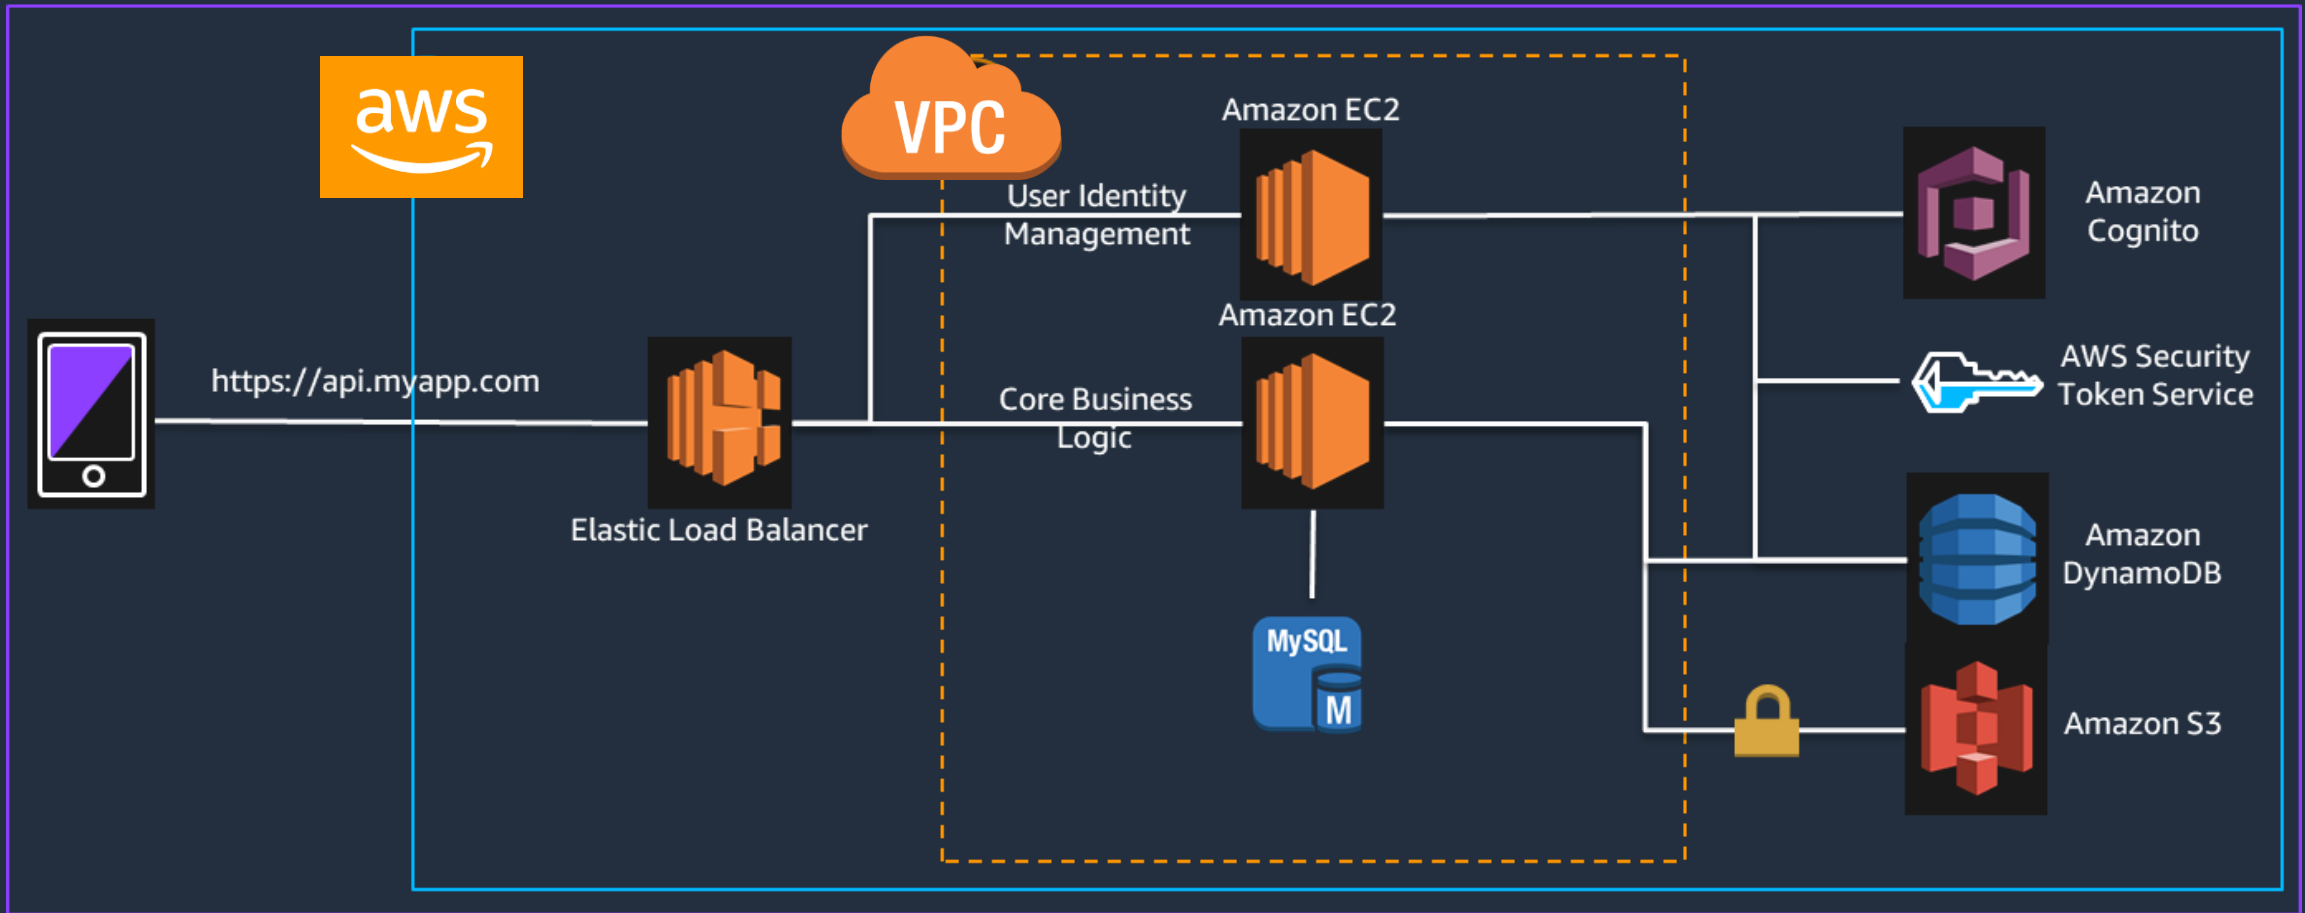 aws
VPC
Amazon EC2
User Identity
Management
Amazon
Cognito
https://api.myapp.com
Amazon EC2
Core Business
Logic
AWS Security
Token Service
Elastic Load Balancer
Amazon
DynamoDB
MySQL
M
Amazon S3